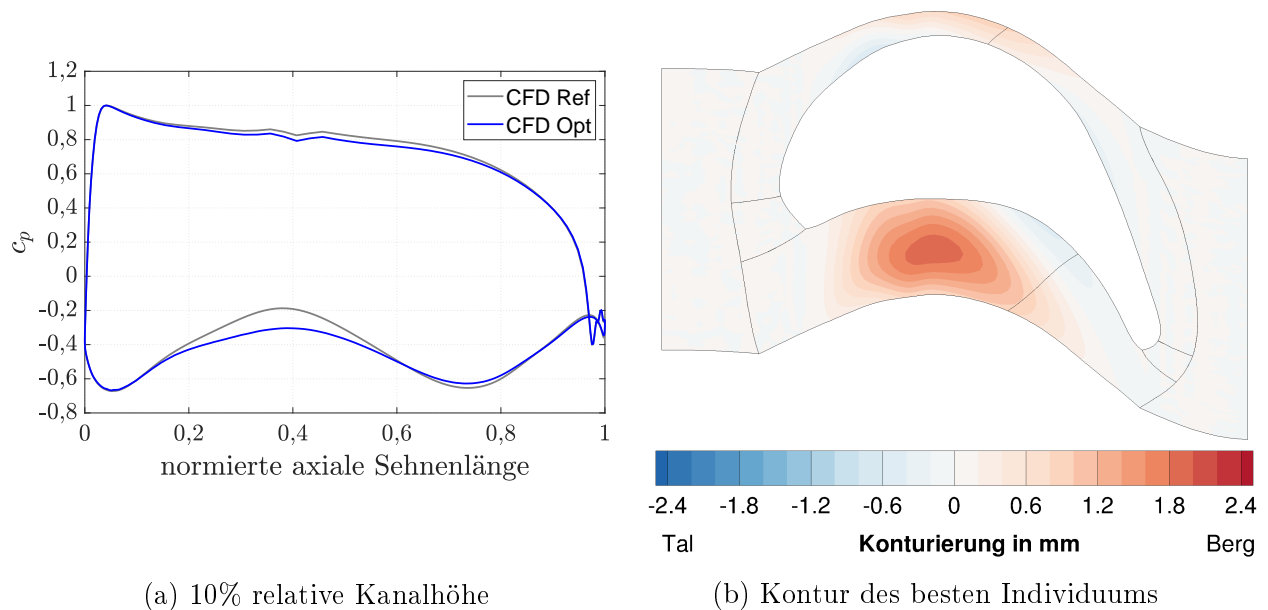 1,2
1
0,8
0,6
0,4
0,2
0
-0,2
-0,4
-0,6
-0,8
c_p
CFD Ref
CFD Opt
0 0,2 0,4 0,6 0,8 1
normierte axiale Sehnenlänge
-2.4 -1.8 -1.2 -0.6 0 0.6 1.2 1.8 2.4
Tal Konturierung in mm Berg
(a) 10% relative Kanalhöhe
(b) Kontur des besten Individuums